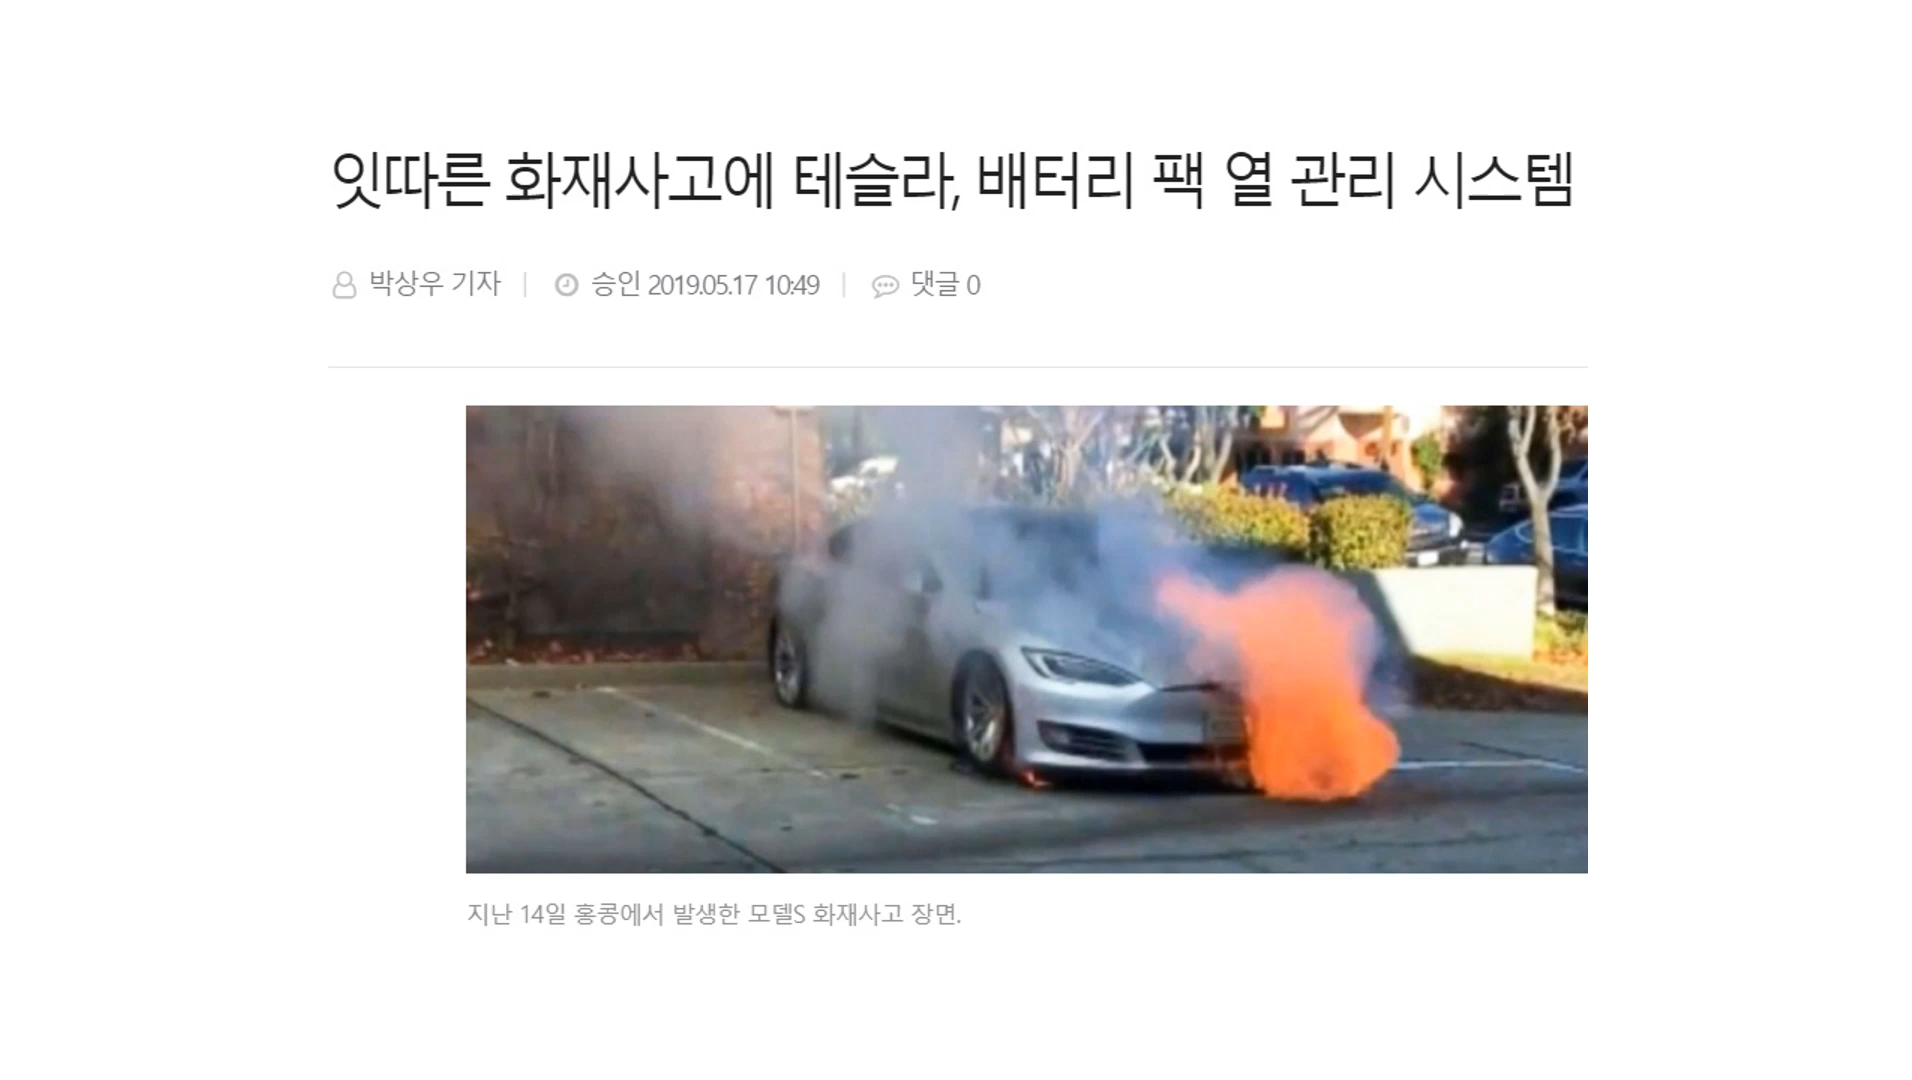 잇따른 화재사고에 테슬라, 배터리 팩 열 관리 시스템
박상우 기자 | 승인 2019.05.17 10:49 | 댓글 0
지난 14일 홍콩에서 발생한 모델S 화재사고 장면.